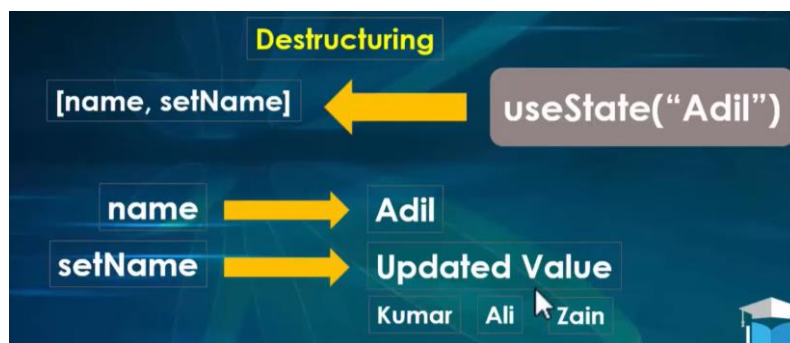 Destructuring
[name, setName] useState(“Adil”)
name Adil
setName Updated Value
Kumar Ali Zain